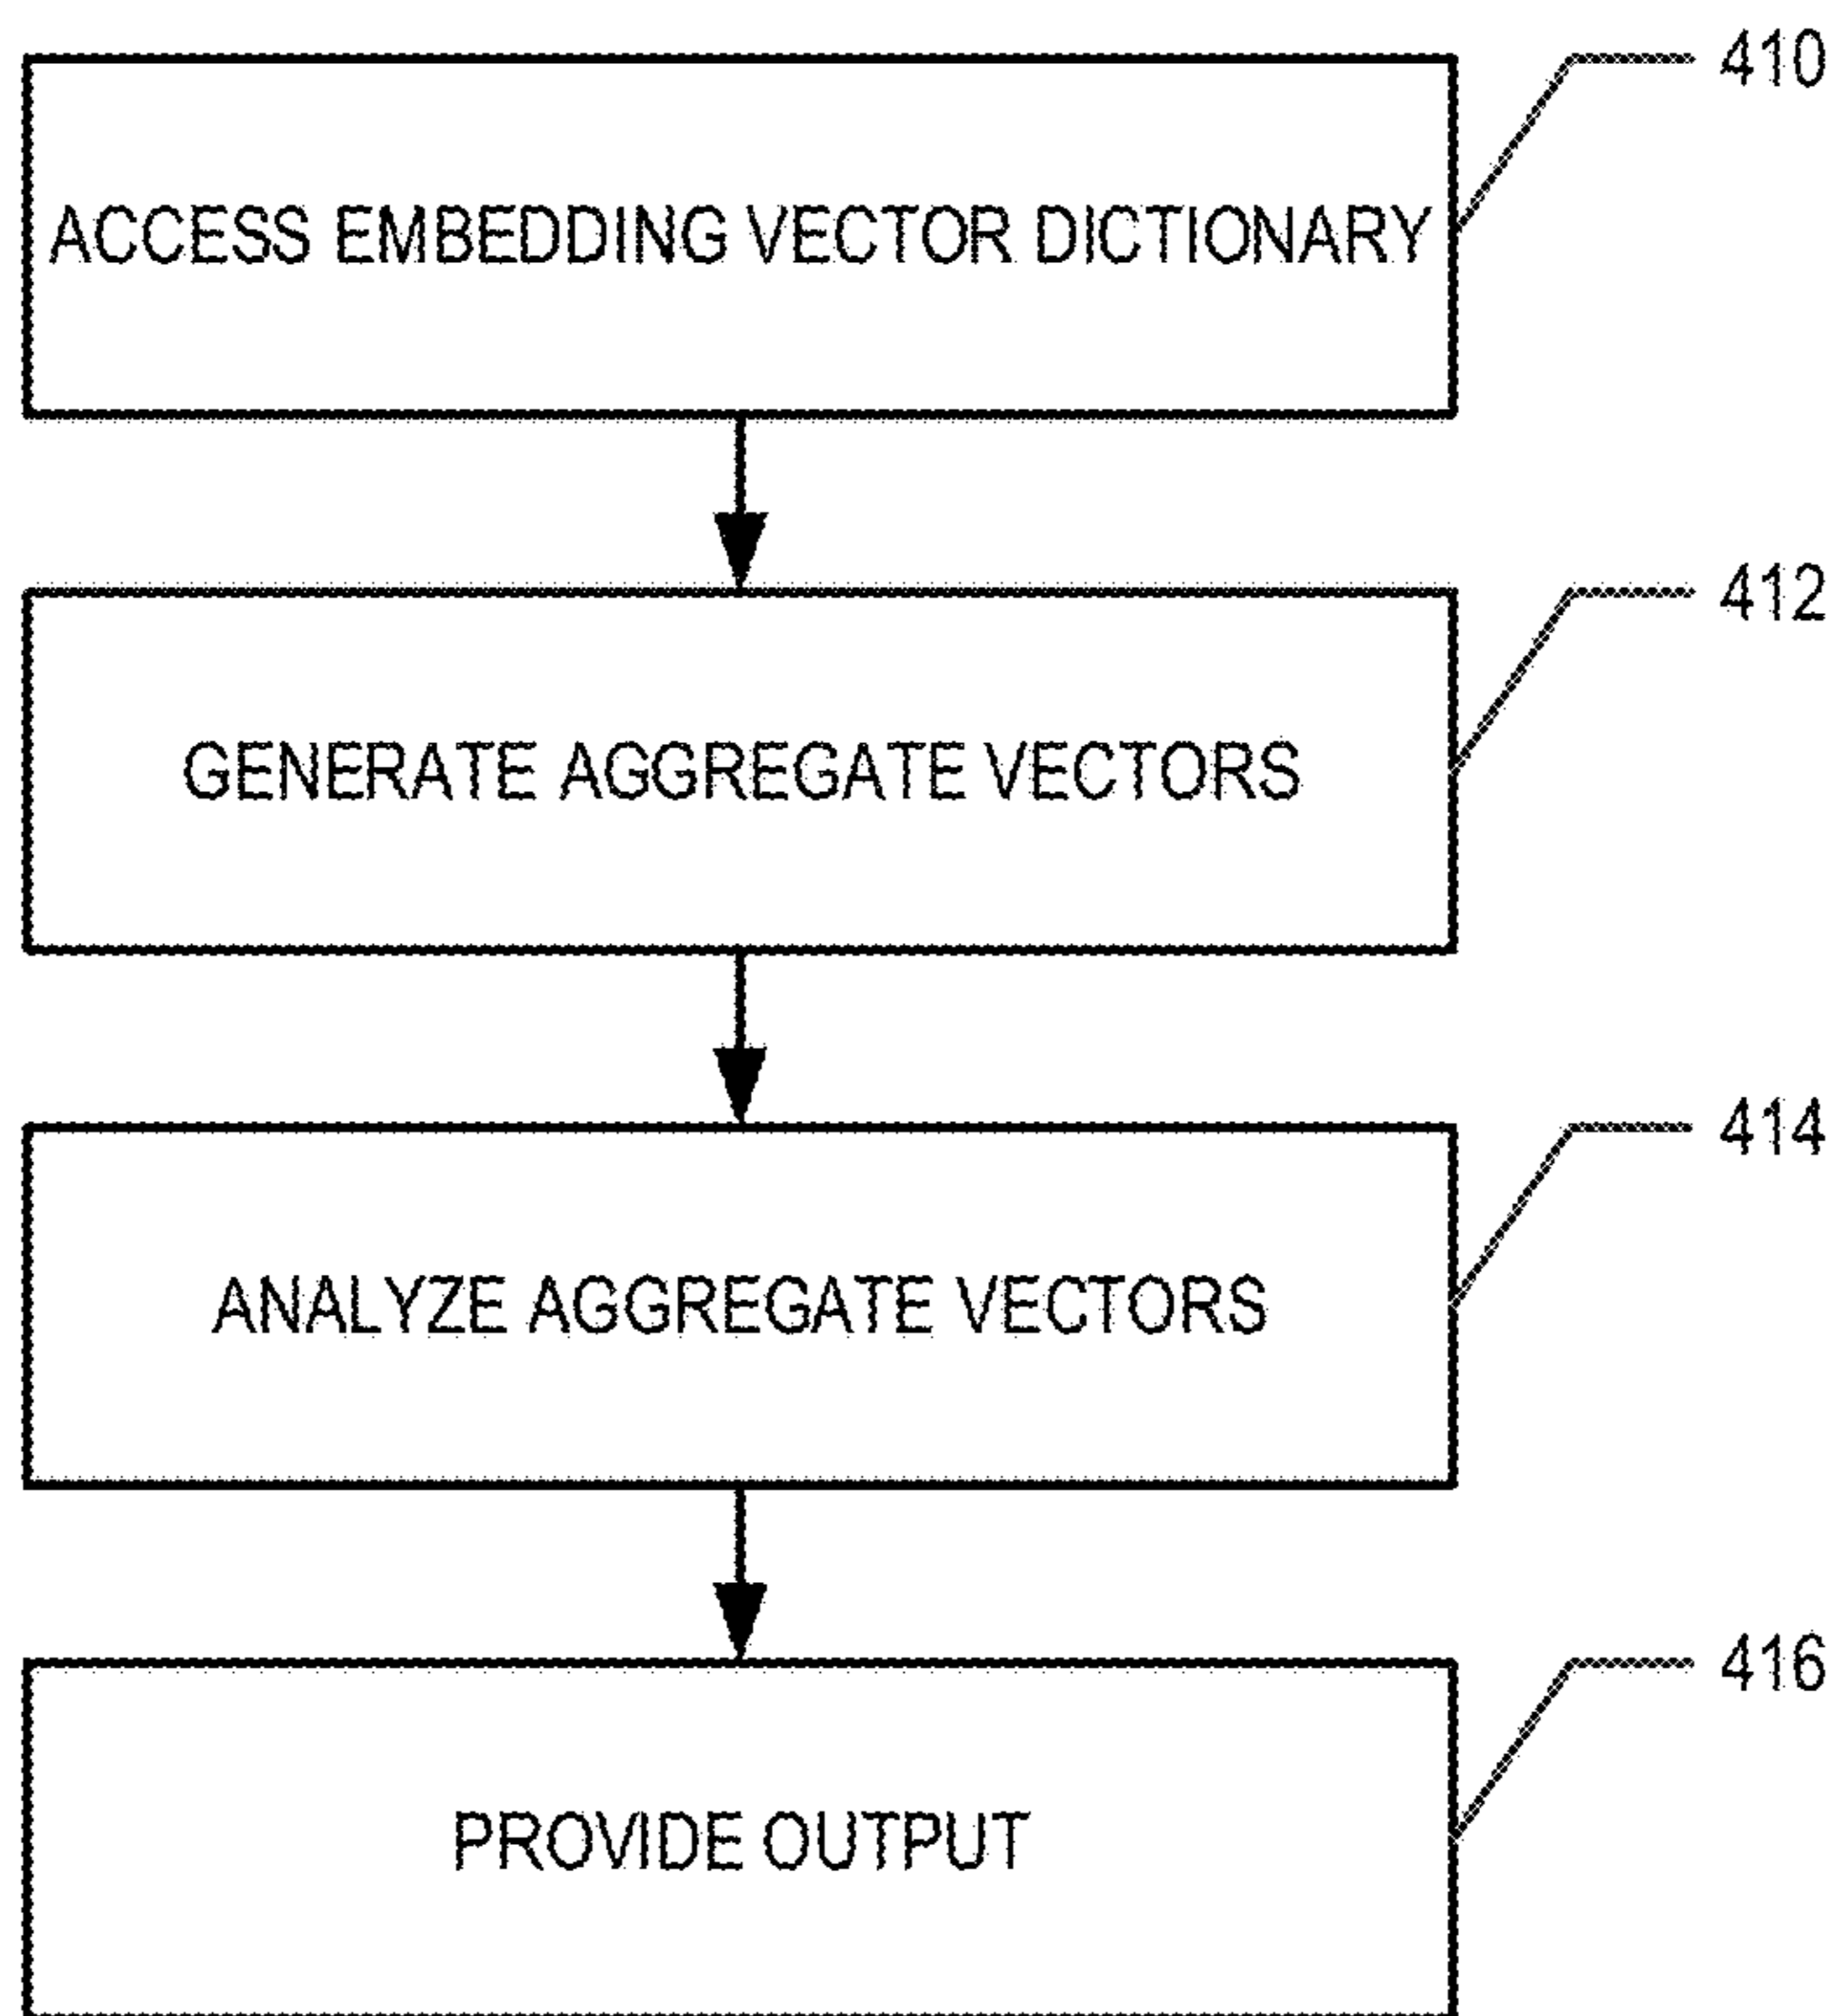 410
ACCESS EMBEDDING VECTOR DICTIONARY
412
GENERATE AGGREGATE VECTORS
414
ANALYZE AGGREGATE VECTORS
416
PROVIDE OUTPUT